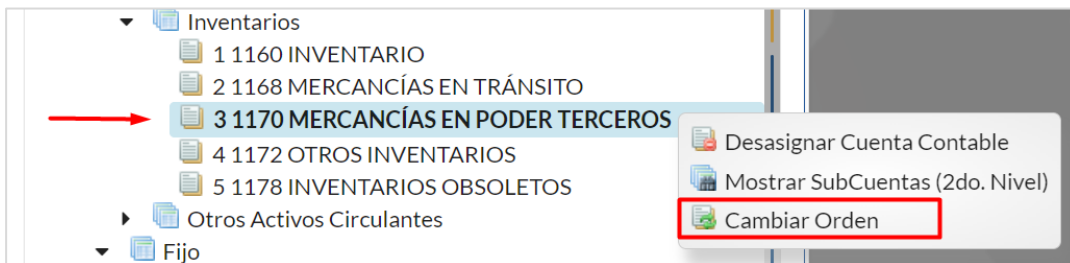 Inventarios
1 1160 INVENTARIO
2 1168 MERCANCÍAS EN TRÁNSITO
3 1170 MERCANCÍAS EN PODER TERCEROS
4 1172 OTROS INVENTARIOS
5 1178 INVENTARIOS OBSOLETOS
Otros Activos Circulantes
Fijo
Desasignar Cuenta Contable
Mostrar SubCuentas (2do. Nivel)
Cambiar Orden